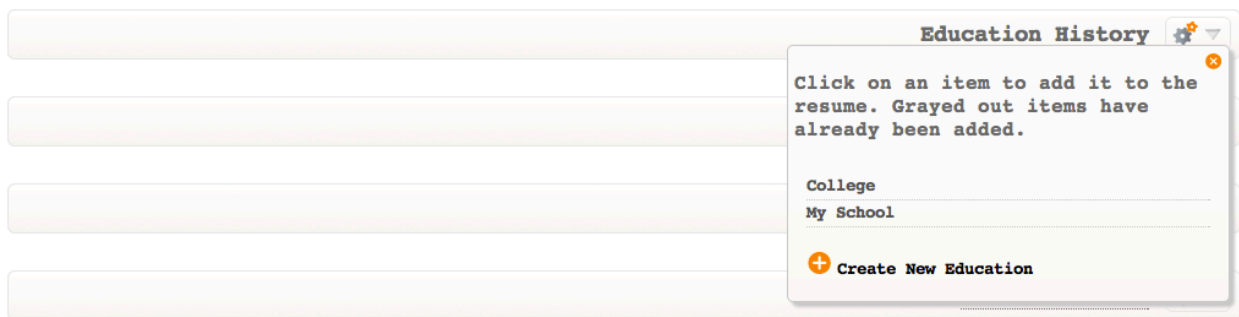 Education History
Click on an item to add it to the
resume. Grayed out items have
already been added.
College
My School
Create New Education